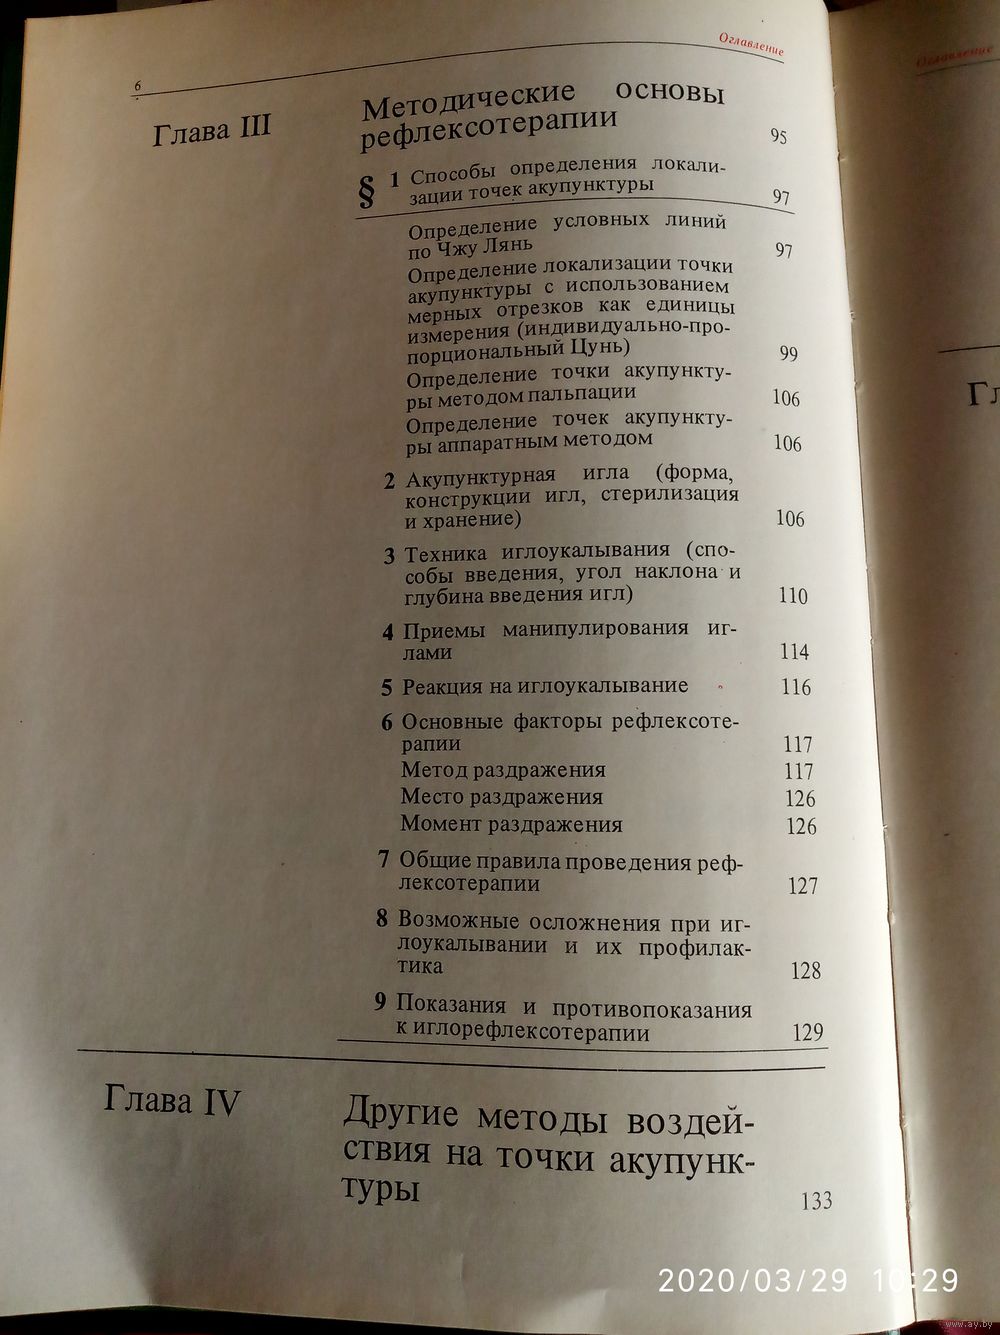 Оглавление
6
Глава III
Методические основы
рефлексотерапии 95
§ 1 Способы определения локали-
зации точек акупунктуры 97
Определение условных линий
по Чжу Лянь 97
Определение локализации точки
акупунктуры с использованием
мерных отрезков как единицы
измерения (индивидуально-про-
порциональный Цунь) 99
Определение точки акупункту-
ры методом пальпации 106
Определение точек акупункту-
ры аппаратным методом 106
2 Акупунктурная игла (форма,
конструкции игл, стерилизация
и хранение) 106
3 Техника иглоукалывания (спо-
собы введения, угол наклона и
глубина введения игл) 110
4 Приемы манипулирования иг-
лами 114
5 Реакция на иглоукалывание 116
6 Основные факторы рефлексоте-
рапии 117
Метод раздражения 117
Место раздражения 126
Момент раздражения 126
7 Общие правила проведения реф-
лексотерапии 127
8 Возможные осложнения при иг-
лоукалывании и их профилак-
тика 128
9 Показания и противопоказания
к иглорефлексотерапии 129
Глава IV
Другие методы воздей-
ствия на точки акупунк-
туры 133
Оглавление
2020/03/29 10:29
www.ay.by